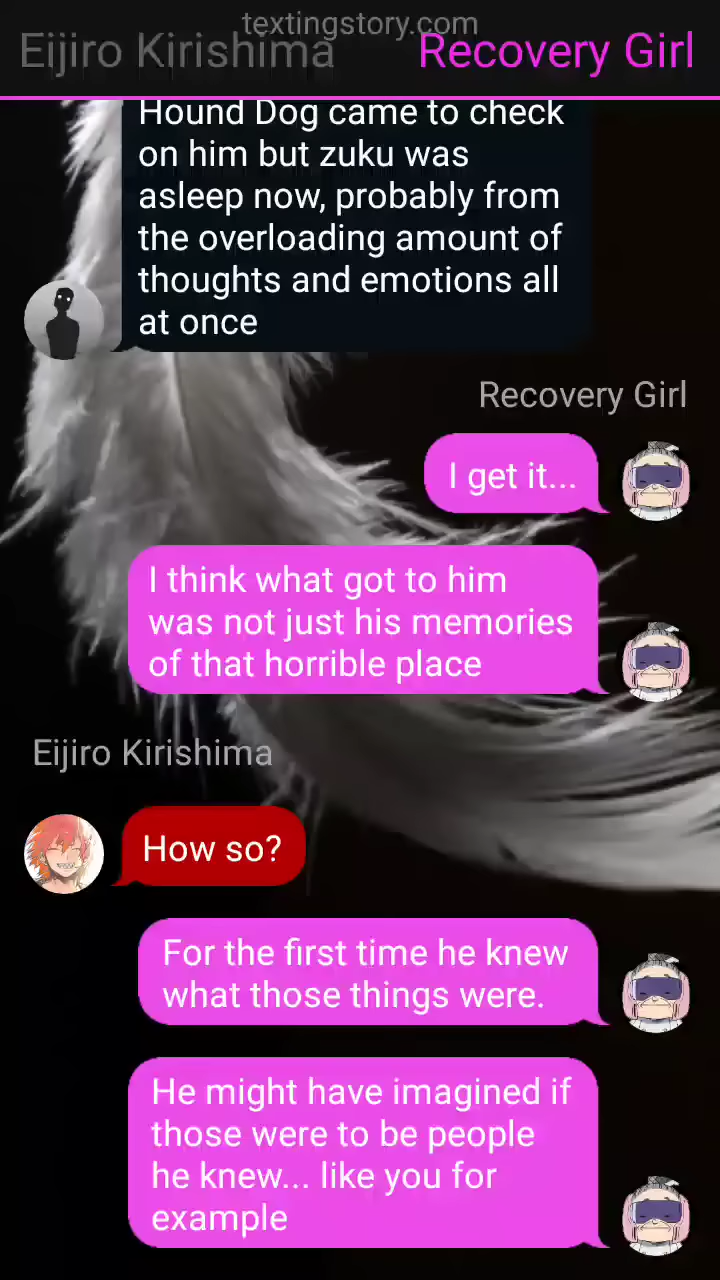 textingstory.com
Eijiro Kirishima
Recovery Girl
Hound Dog came to check
on him but zuku was
asleep now, probably from
the overloading amount of
thoughts and emotions all
at once
Recovery Girl
I get it...
I think what got to him
was not just his memories
of that horrible place
Eijiro Kirishima
How so?
For the first time he knew
what those things were.
He might have imagined if
those were to be people
he knew... like you for
example